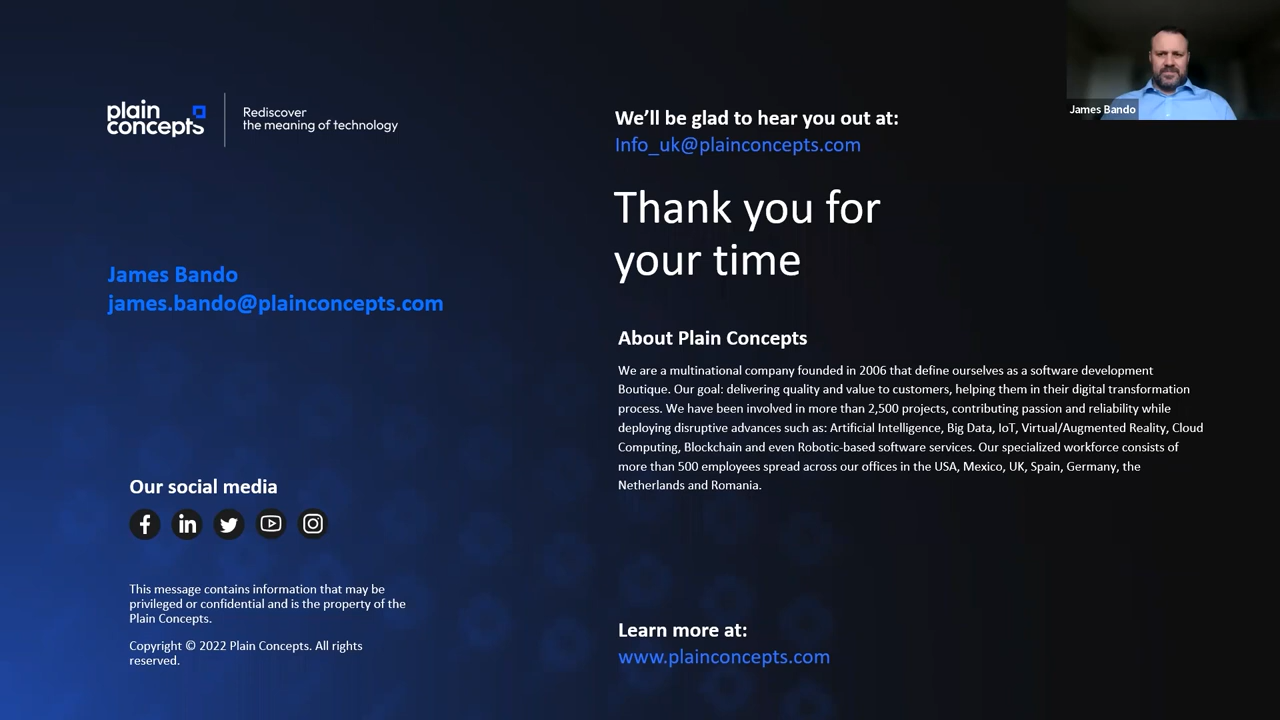 plain
concepts
Rediscover
the meaning of technology
James Bando
james.bando@plainconcepts.com
Our social media
This message contains information that may be
privileged or confidential and is the property of the
Plain Concepts.
Copyright © 2022 Plain Concepts. All rights
reserved.
We’ll be glad to hear you out at:
Info_uk@plainconcepts.com
Thank you for
your time
About Plain Concepts
We are a multinational company founded in 2006 that define ourselves as a software development
Boutique. Our goal: delivering quality and value to customers, helping them in their digital transformation
process. We have been involved in more than 2,500 projects, contributing passion and reliability while
deploying disruptive advances such as: Artificial Intelligence, Big Data, IoT, Virtual/Augmented Reality, Cloud
Computing, Blockchain and even Robotic-based software services. Our specialized workforce consists of
more than 500 employees spread across our offices in the USA, Mexico, UK, Spain, Germany, the
Netherlands and Romania.
Learn more at:
www.plainconcepts.com
James Bando